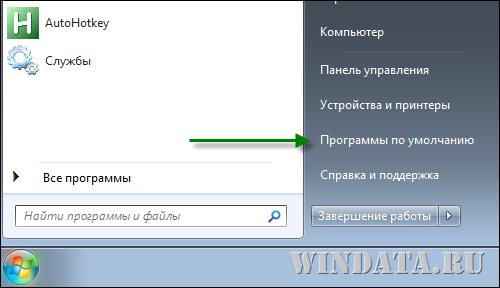 H
AutoHotkey
Службы
Все программы
Найти программы и файлы
Компьютер
Панель управления
Устройства и принтеры
Программы по умолчанию
Справка и поддержка
Завершение работы
WINDATA.RU